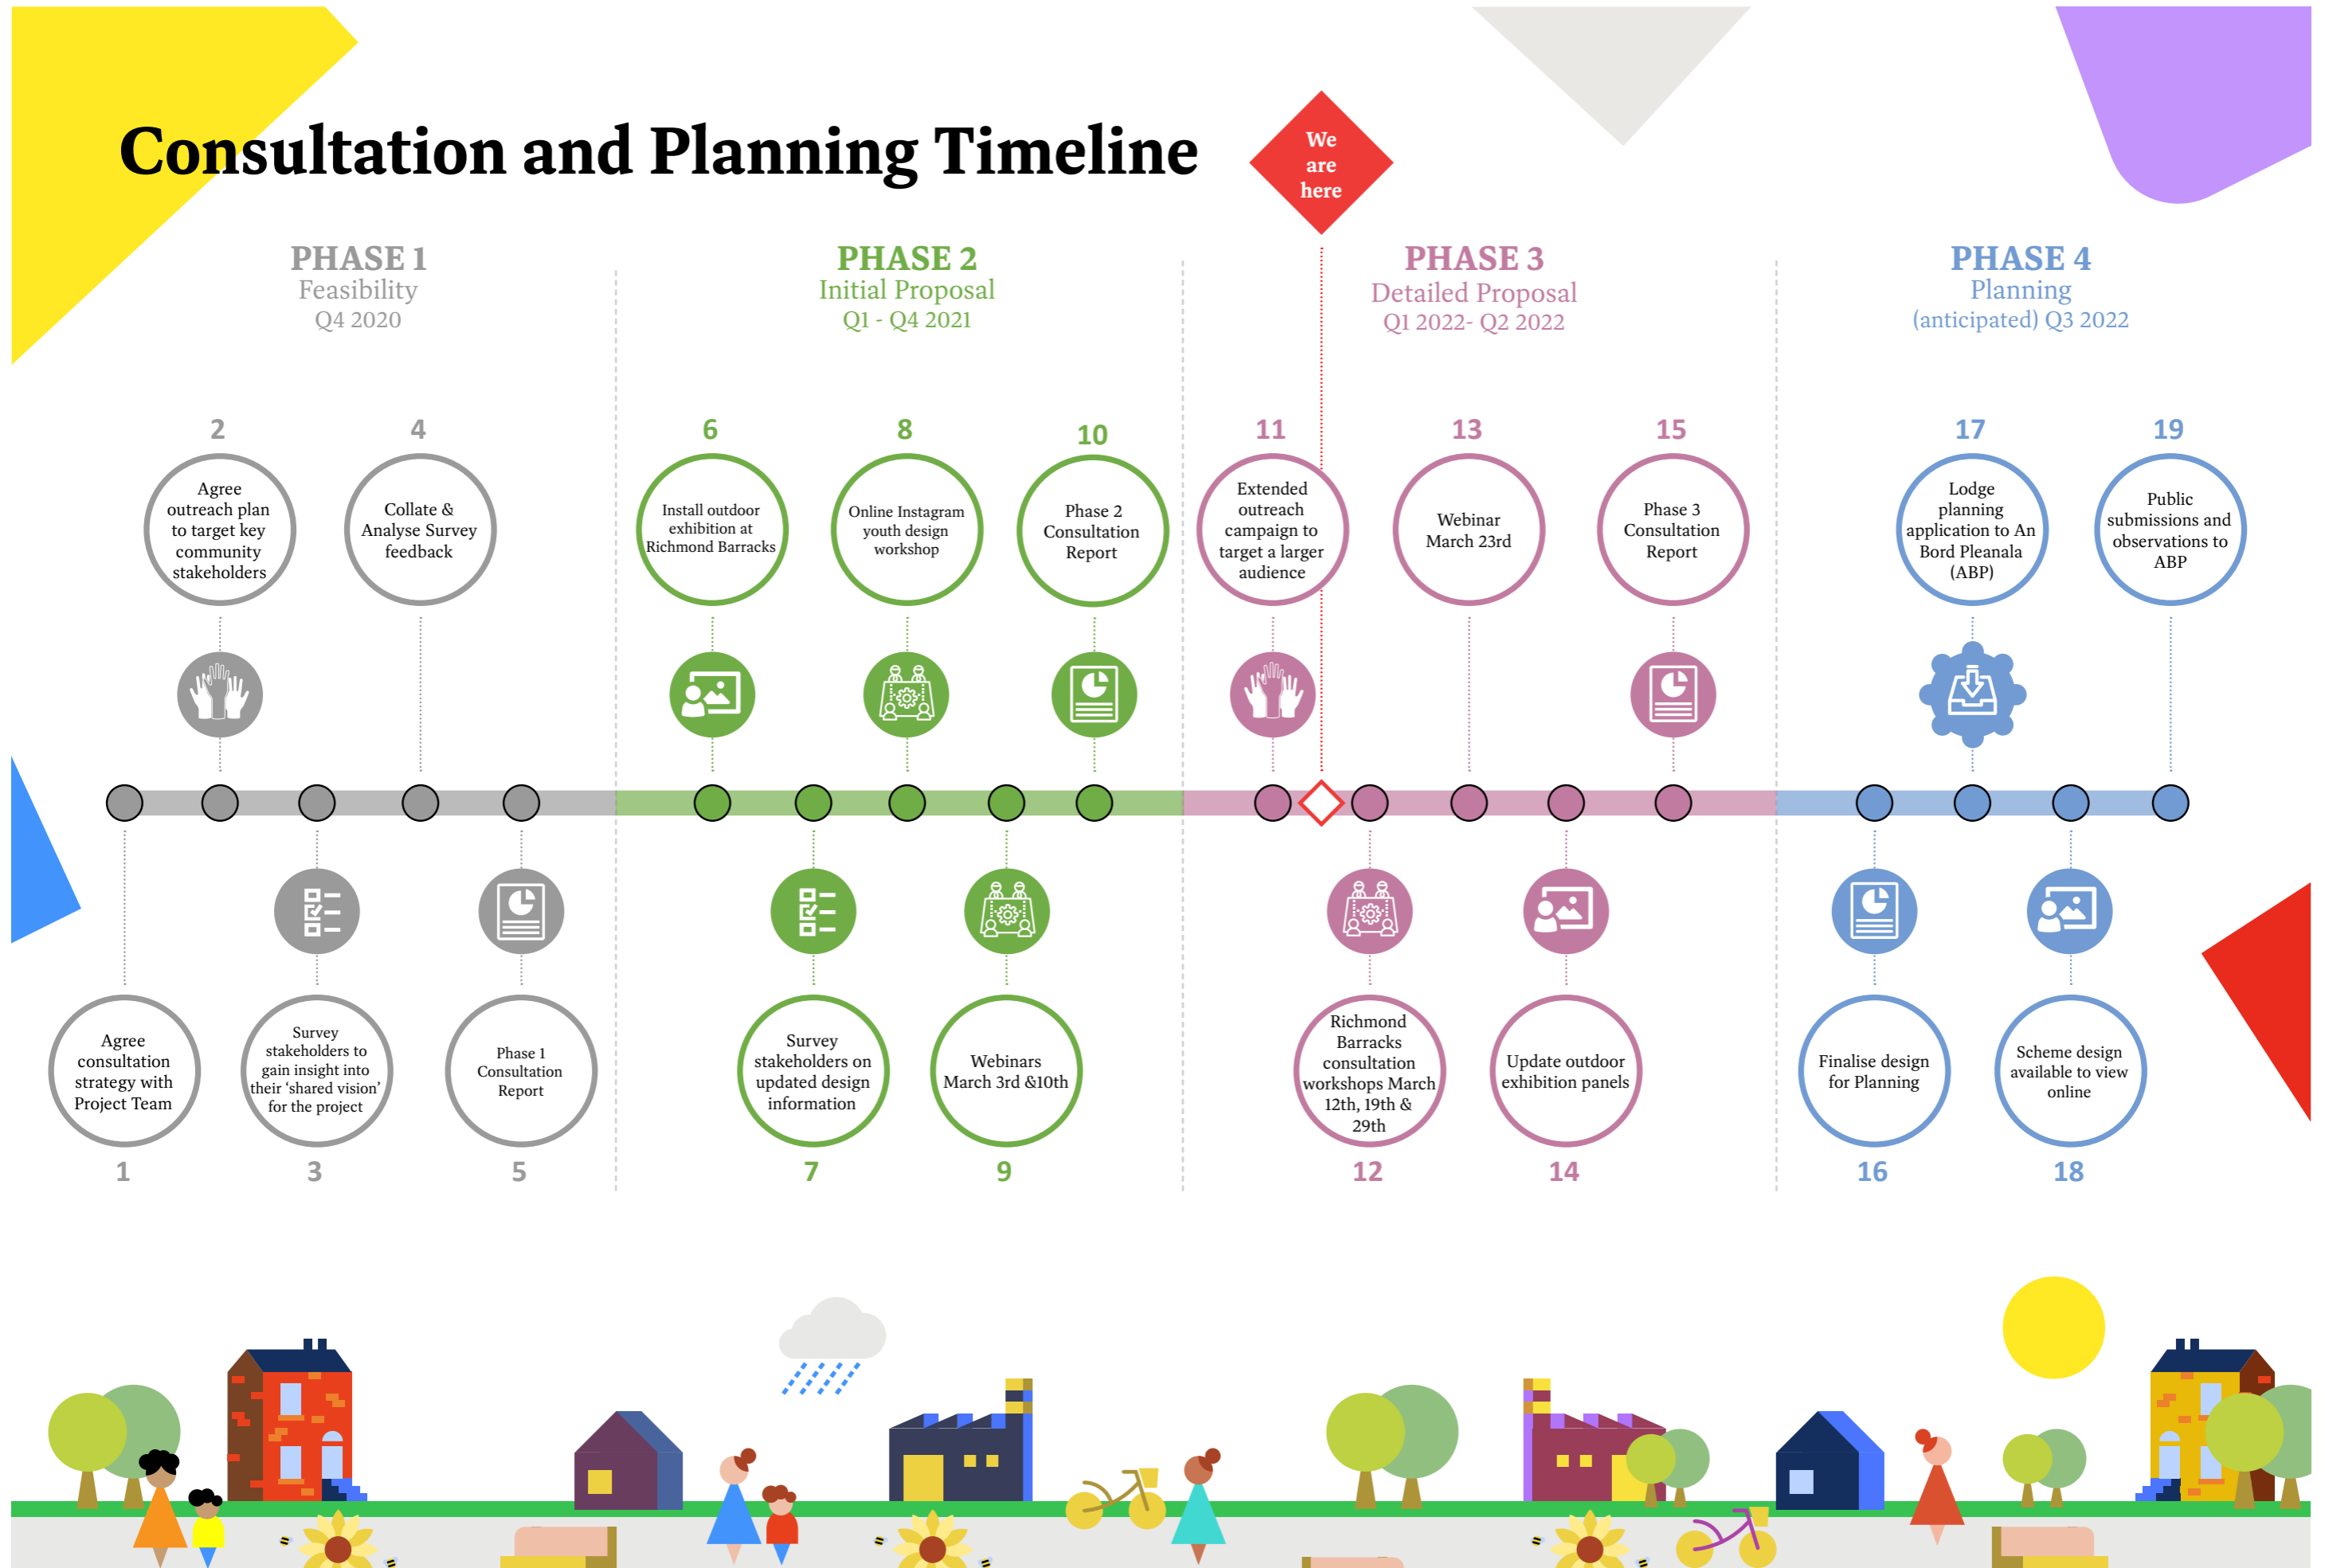 Consultation and Planning Timeline
We
are
here
PHASE 1
Feasibility
Q4 2020
PHASE 2
Initial Proposal
Q1 - Q4 2021
PHASE 3
Detailed Proposal
Q1 2022- Q2 2022
PHASE 4
Planning
(anticipated) Q3 2022
2
Agree
outreach plan
to target key
community
stakeholders
4
Collate &
Analyse Survey
feedback
6
Install outdoor
exhibition at
Richmond Barracks
8
Online Instagram
youth design
workshop
10
Phase 2
Consultation
Report
11
Extended
outreach
campaign to
target a larger
audience
13
Webinar
March 23rd
15
Phase 3
Consultation
Report
17
Lodge
planning
application to An
Bord Pleanala
(ABP)
19
Public
submissions and
observations to
ABP
Agree
consultation
strategy with
Project Team
1
Survey
stakeholders to
gain insight into
their ‘shared vision’
for the project
3
Phase 1
Consultation
Report
5
Survey
stakeholders on
updated design
information
7
Webinars
March 3rd &10th
9
Richmond
Barracks
consultation
workshops March
12th, 19th &
29th
12
Update outdoor
exhibition panels
14
Finalise design
for Planning
16
Scheme design
available to view
online
18